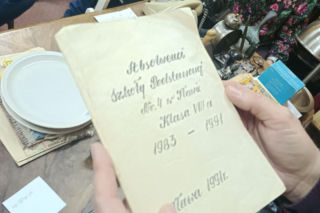 Absolwenci
Szkoły Podstawowej
Nr. 4 w Iławie
Klasa VIII a
1983 - 1991
Iława 1991r.